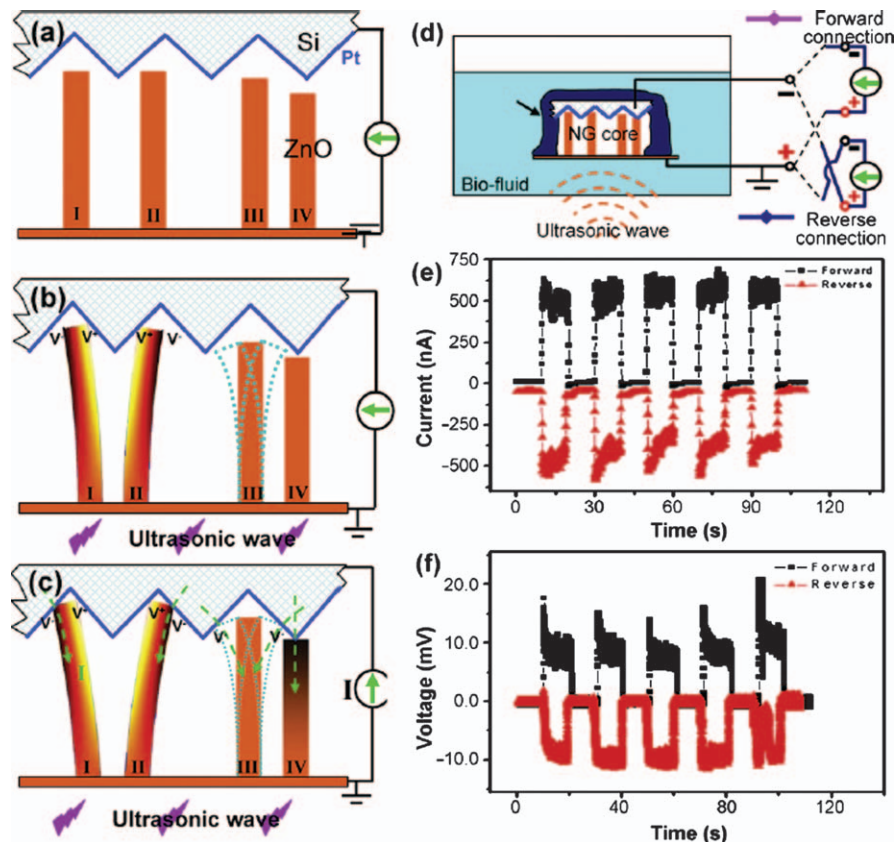 (a)
Si
Pt
ZnO
I II III IV
(b)
V- V+ V+ V-
I II III IV
Ultrasonic wave
(c)
V- V+ V+ V- V- V-
I
I
I II III IV
Ultrasonic wave
(d)
Forward
connection
NG core
Bio-fluid
Ultrasonic wave
- + - + - +
Reverse
connection
(e)
750
500
250
0
-250
-500
Current (nA)
Forward
Reverse
0 30 60 90 120
Time (s)
(f)
20.0
10.0
0.0
-10.0
Voltage (mV)
Forward
Reverse
0 40 80 120
Time (s)